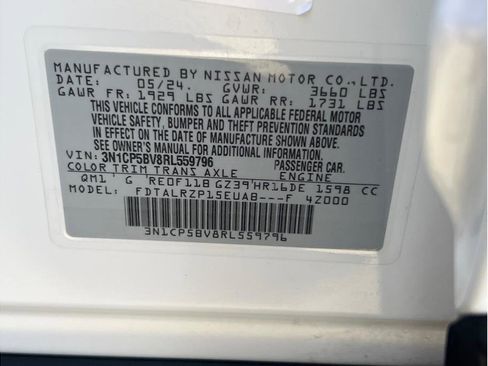 MANUFACTURED BY NISSAN MOTOR CO., LTD.
DATE: 05/24. GVWR: 3660 LBS
GAWR FR: 1929 LBS GAWR RR: 1731 LBS
THIS VEHICLE CONFORMS TO ALL APPLICABLE FEDERAL MOTOR
VEHICLE SAFETY, BUMPER AND THEFT PREVENTION STANDARDS
IN EFFECT ON THE DATE OF MANUFACTURE SHOWN ABOVE.
*SEE OWNER'S MANUAL FOR ADDITIONAL INFORMATION*
VIN: 3N1CP5BV8RL559796 PASSENGER CAR.
COLOR TRIM TRANS AXLE ENGINE
QM1 G RE0F11B GZ39 HR16DE 1598 CC
MODEL: FDTALRZP15EUAB---F 42000
3N1CP5BV8RL559796